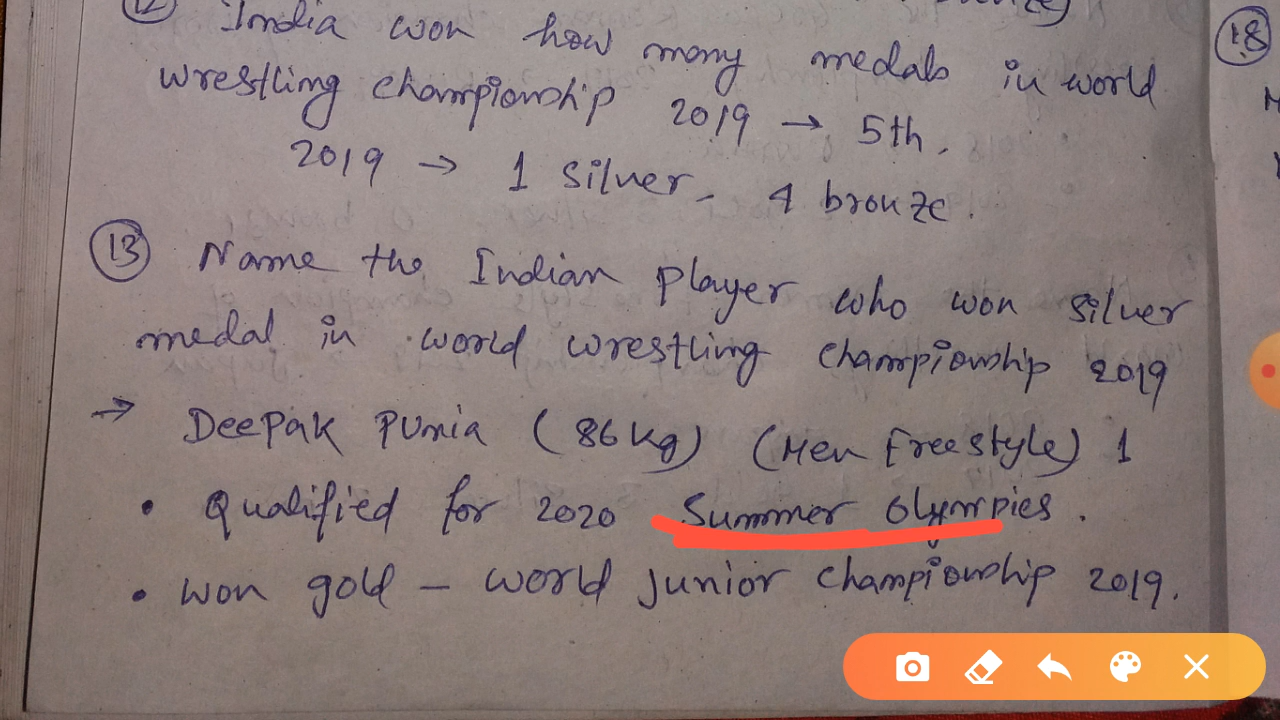 12 India won how many medals in world
wrestling championship 2019 → 5th.
2019 → 1 silver, 4 bronze.
13 Name the Indian player who won silver
medal in world wrestling championship 2019
→ Deepak Punia (86 kg) (Men freestyle) 1
• Qualified for 2020 Summer Olympics.
• won gold – world junior championship 2019.
18